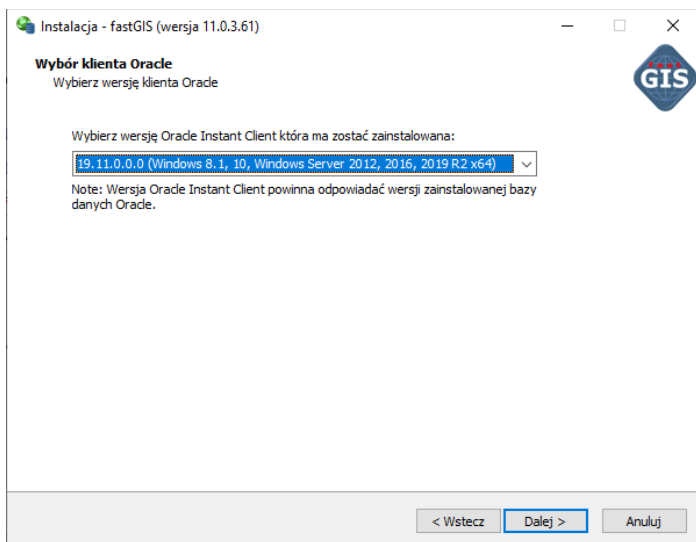 Instalacja - fastGIS (wersja 11.0.3.61)
Wybór klienta Oracle
Wybierz wersję klienta Oracle
GIS
Wybierz wersję Oracle Instant Client która ma zostać zainstalowana:
19.11.0.0.0 (Windows 8.1, 10, Windows Server 2012, 2016, 2019 R2 x64)
Note: Wersja Oracle Instant Client powinna odpowiadać wersji zainstalowanej bazy
danych Oracle.
< Wstecz
Dalej >
Anuluj